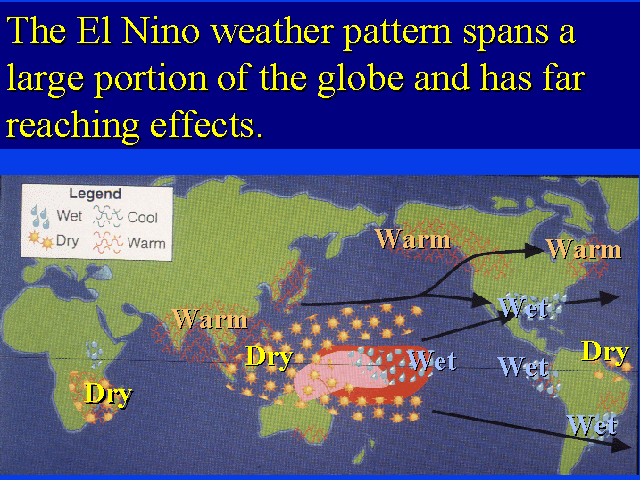 The El Nino weather pattern spans a
large portion of the globe and has far
reaching effects.
Legend
Wet Cool
Dry Warm
Warm
Warm
Warm
Wet
Dry
Wet
Wet
Dry
Dry
Wet